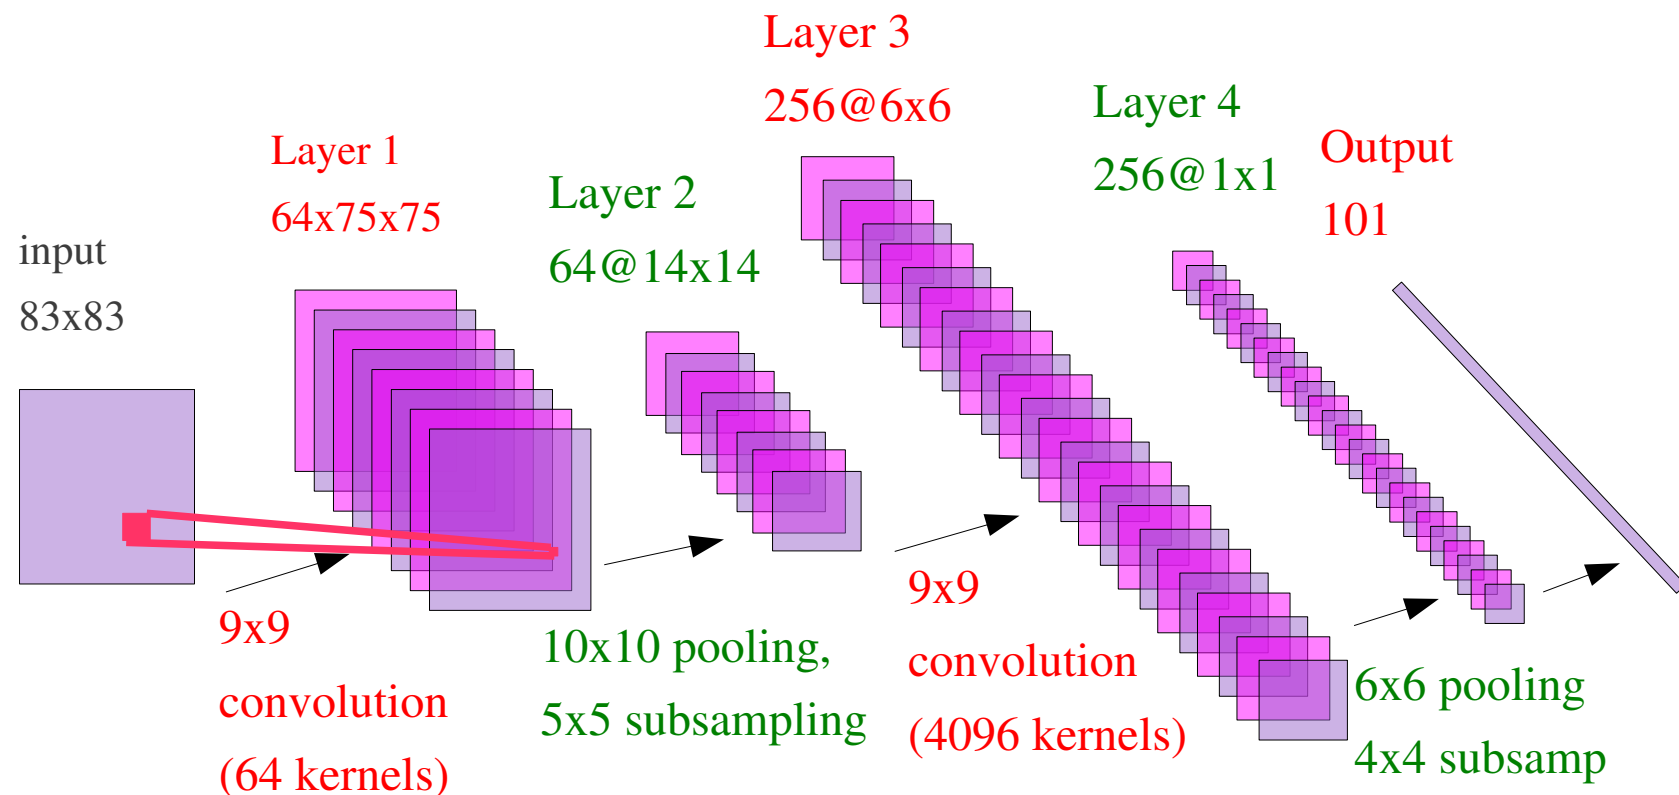 input
83x83
Layer 1
64x75x75
9x9
convolution
(64 kernels)
Layer 2
64@14x14
10x10 pooling,
5x5 subsampling
Layer 3
256@6x6
9x9
convolution
(4096 kernels)
Layer 4
256@1x1
6x6 pooling
4x4 subsamp
Output
101